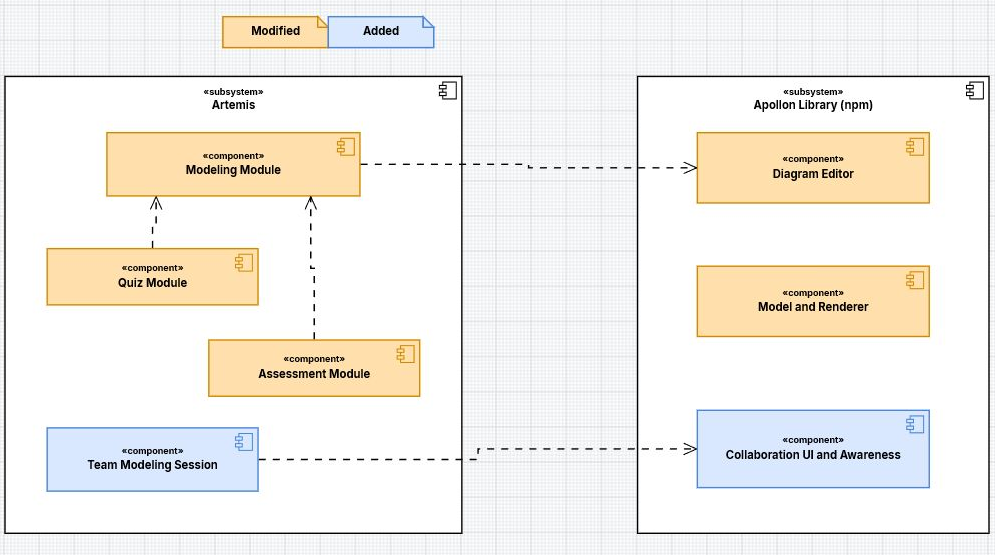 Modified
Added
«subsystem»
Artemis
«component»
Modeling Module
«component»
Quiz Module
«component»
Assessment Module
«component»
Team Modeling Session
«subsystem»
Apollon Library (npm)
«component»
Diagram Editor
«component»
Model and Renderer
«component»
Collaboration UI and Awareness